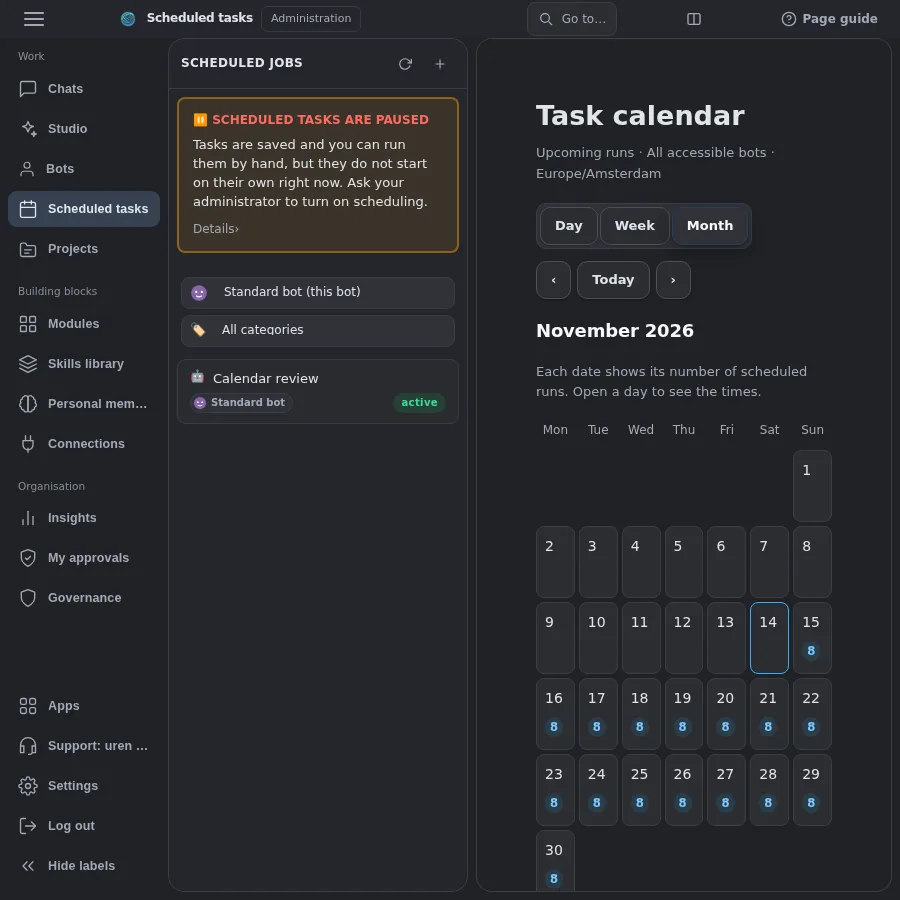 Scheduled tasks
Administration
Go to...
Page guide
Work
Chats
Studio
Bots
Scheduled tasks
Projects
Building blocks
Modules
Skills library
Personal mem...
Connections
Organisation
Insights
My approvals
Governance
Apps
Support: uren ...
Settings
Log out
Hide labels
SCHEDULED JOBS
SCHEDULED TASKS ARE PAUSED
Tasks are saved and you can run
them by hand, but they do not start
on their own right now. Ask your
administrator to turn on scheduling.
Details›
Standard bot (this bot)
All categories
Calendar review
Standard bot
active
Task calendar
Upcoming runs · All accessible bots ·
Europe/Amsterdam
Day Week Month
‹ Today ›
November 2026
Each date shows its number of scheduled
runs. Open a day to see the times.
Mon Tue Wed Thu Fri Sat Sun
1
2 3 4 5 6 7 8
9 10 11 12 13 14 15
8
16 17 18 19 20 21 22
8 8 8 8 8 8 8
23 24 25 26 27 28 29
8 8 8 8 8 8 8
30
8